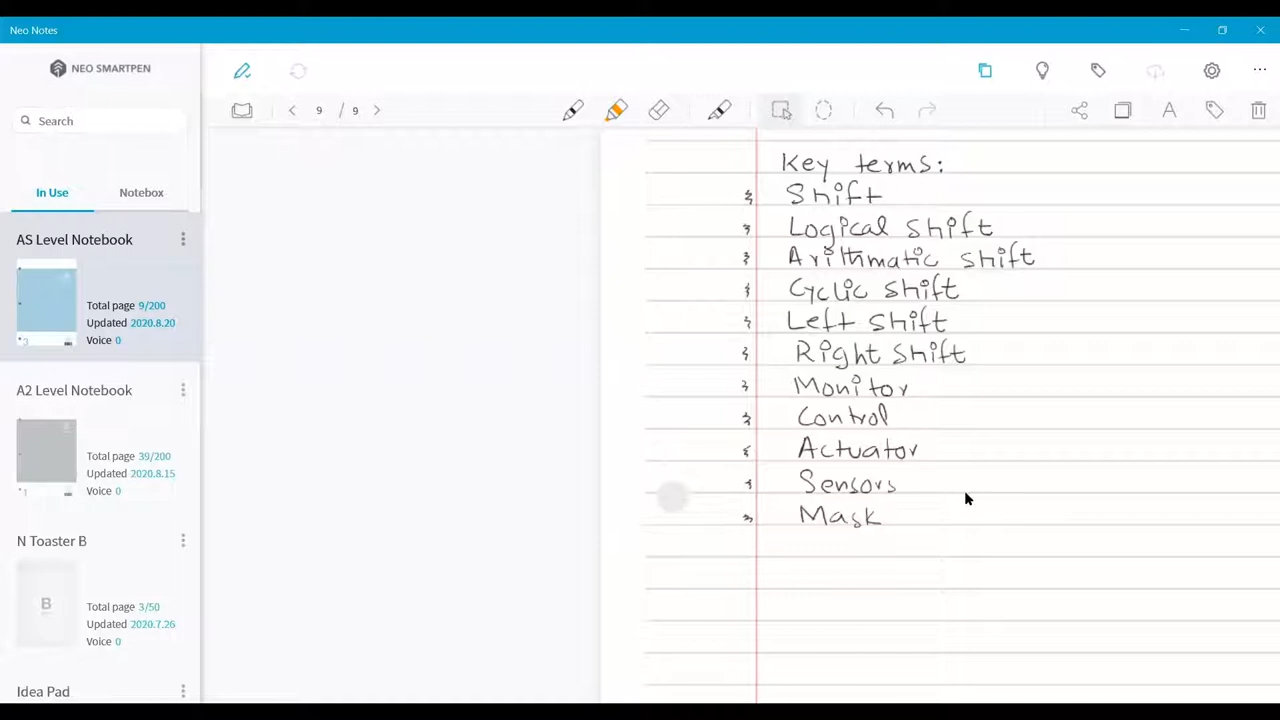 Neo Notes
NEO SMARTPEN
Search
In Use
Notebox
AS Level Notebook
Total page 9/200
Updated 2020.8.20
Voice 0
A2 Level Notebook
Total page 39/200
Updated 2020.8.15
Voice 0
N Toaster B
B
Total page 3/50
Updated 2020.7.26
Voice 0
Idea Pad
9 / 9
Key terms:
Shift
Logical shift
Arithmatic shift
Cyclic shift
Left shift
Right shift
Monitor
Control
Actuator
Sensors
Mask